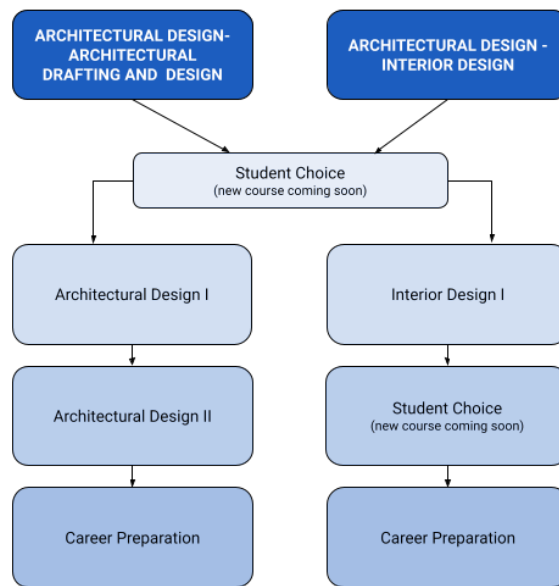 ARCHITECTURAL DESIGN-
ARCHITECTURAL
DRAFTING AND DESIGN
ARCHITECTURAL DESIGN -
INTERIOR DESIGN
Student Choice
(new course coming soon)
Architectural Design I
Interior Design I
Architectural Design II
Student Choice
(new course coming soon)
Career Preparation
Career Preparation